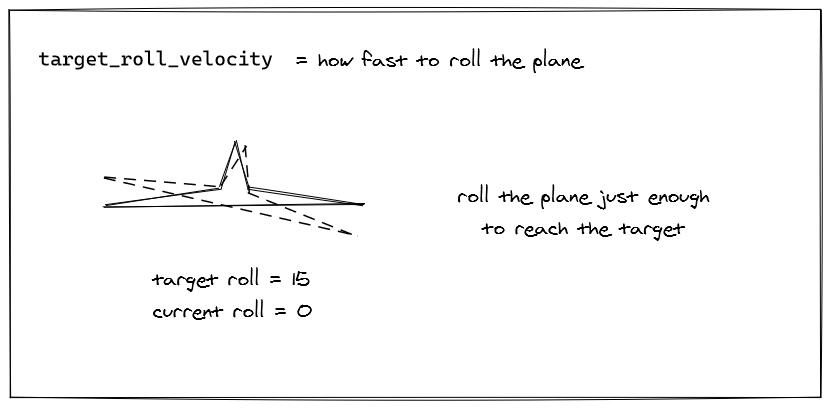 target_roll_velocity = how fast to roll the plane
roll the plane just enough
to reach the target
target roll = 15
current roll = 0